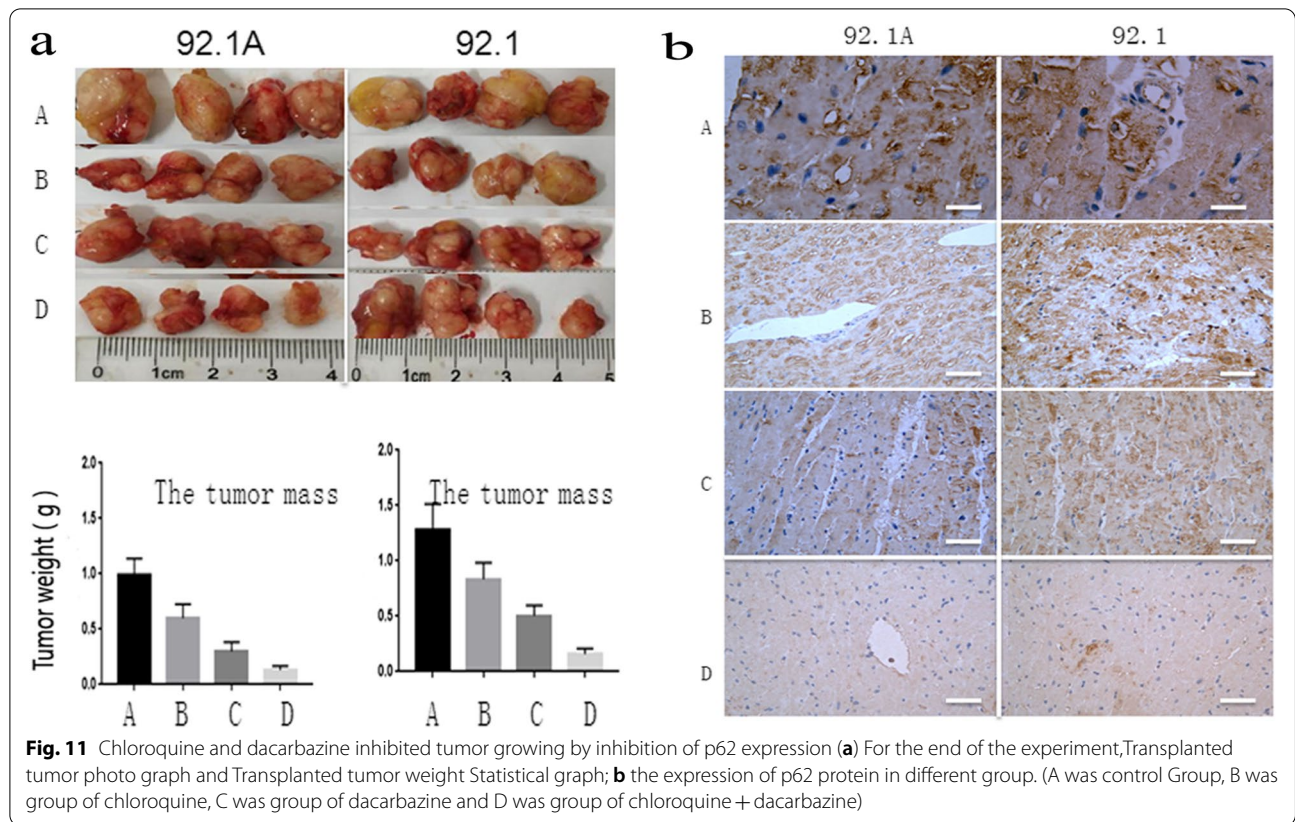 a
92.1A 92.1
A
B
C
D
0 1cm 2 3 4
0 1cm 2 3 4 5
Tumor weight ( g )
2.0
1.5
1.0
0.5
0.0
The tumor mass
A B C D
2.0
1.5
1.0
0.5
0.0
The tumor mass
A B C D
b
92. 1A 92. 1
A
B
C
D
Fig. 11 Chloroquine and dacarbazine inhibited tumor growing by inhibition of p62 expression (a) For the end of the experiment,Transplanted
tumor photo graph and Transplanted tumor weight Statistical graph; b the expression of p62 protein in different group. (A was control Group, B was
group of chloroquine, C was group of dacarbazine and D was group of chloroquine + dacarbazine)